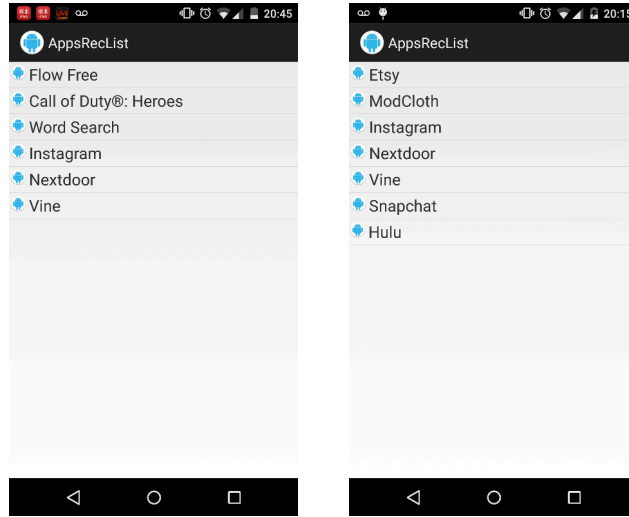 LIVE
20:45
AppsRecList
Flow Free
Call of Duty®: Heroes
Word Search
Instagram
Nextdoor
Vine
20:15
AppsRecList
Etsy
ModCloth
Instagram
Nextdoor
Vine
Snapchat
Hulu